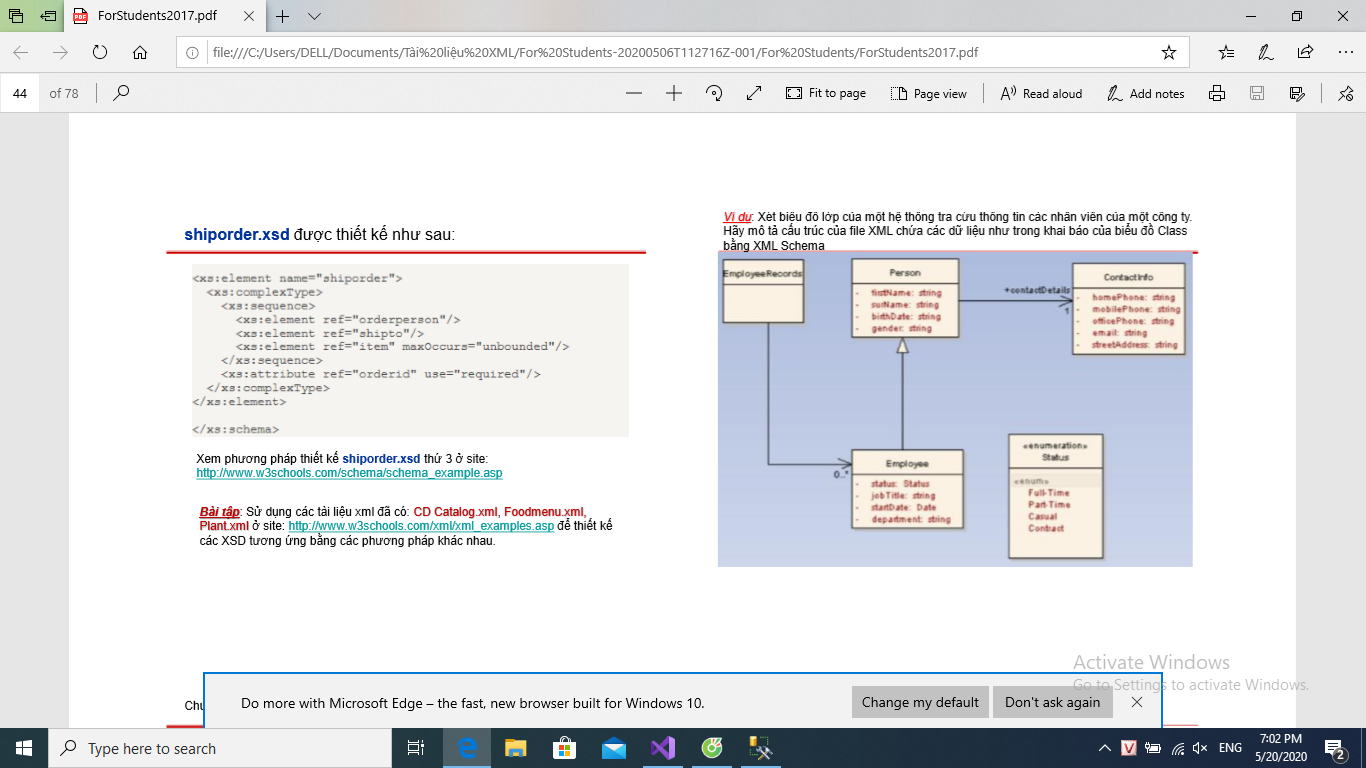 ForStudents2017.pdf
file:///C:/Users/DELL/Documents/Tài%20liệu%20XML/For%20Students-20200506T112716Z-001/For%20Students/ForStudents2017.pdf
44 of 78 Fit to page Page view Read aloud Add notes
shiporder.xsd được thiết kế như sau:
<xs:element name="shiporder">
<xs:complexType>
<xs:sequence>
<xs:element ref="orderperson"/>
<xs:element ref="shipto"/>
<xs:element ref="item" maxOccurs="unbounded"/>
</xs:sequence>
<xs:attribute ref="orderid" use="required"/>
</xs:complexType>
</xs:element>
</xs:schema>
Xem phương pháp thiết kế shiporder.xsd thứ 3 ở site:
http://www.w3schools.com/schema/schema_example.asp
Bài tập: Sử dụng các tài liệu xml đã có: CD Catalog.xml, Foodmenu.xml,
Plant.xml ở site: http://www.w3schools.com/xml/xml_examples.asp để thiết kế
các XSD tương ứng bằng các phương pháp khác nhau.
Ví dụ: Xét biểu đồ lớp của một hệ thống tra cứu thông tin các nhân viên của một công ty.
Hãy mô tả cấu trúc của file XML chứa các dữ liệu như trong khai báo của biểu đồ Class
bằng XML Schema
EmployeeRecords
Person
- firstName: string
- surName: string
- birthDate: string
- gender: string
+contactDetails
1
ContactInfo
- homePhone: string
- mobilePhone: string
- officePhone: string
- email: string
- streetAddress: string
0..*
Employee
- status: Status
- jobTitle: string
- startDate: Date
- department: string
«enumeration»
Status
«enum»
Full-Time
Part-Time
Casual
Contract
Activate Windows
Go to Settings to activate Windows.
Do more with Microsoft Edge – the fast, new browser built for Windows 10. Change my default Don't ask again
Type here to search
ENG
7:02 PM
5/20/2020
2